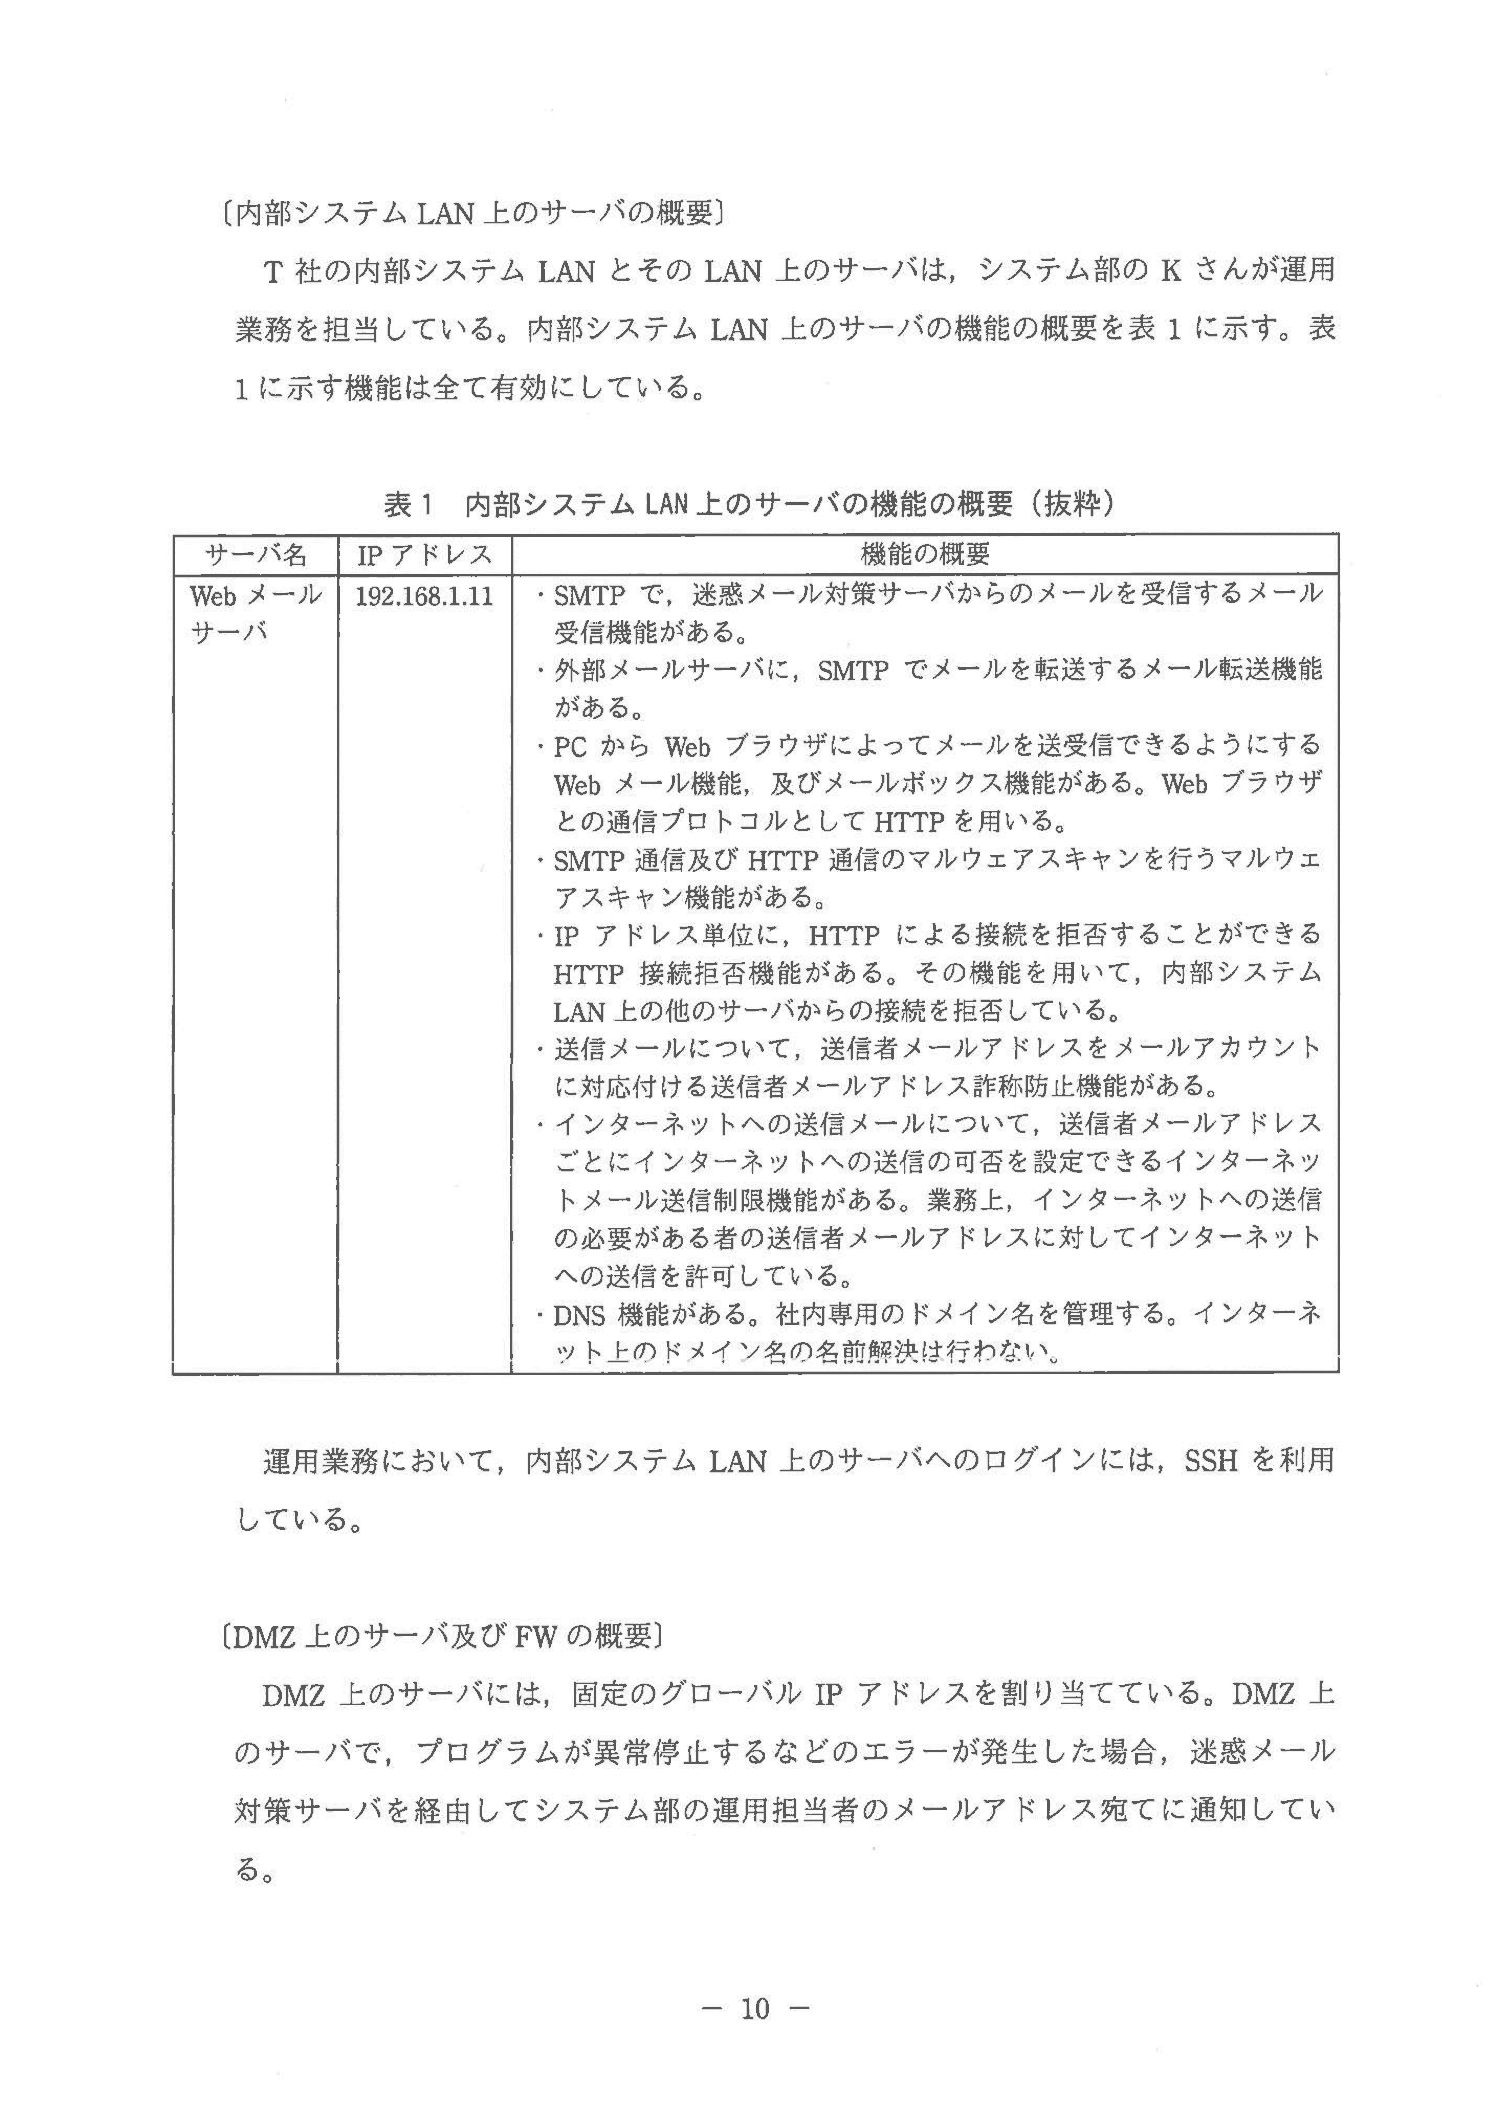 〔内部システム LAN 上のサーバの概要〕
T 社の内部システム LAN とその LAN 上のサーバは，システム部の K さんが運用
業務を担当している。内部システム LAN 上のサーバの機能の概要を表 1 に示す。表
1 に示す機能は全て有効にしている。
表 1　内部システム LAN 上のサーバの機能の概要（抜粋）
サーバ名　IP アドレス　機能の概要
Web メール　192.168.1.11　・SMTP で，迷惑メール対策サーバからのメールを受信するメール
サーバ　受信機能がある。
・外部メールサーバに，SMTP でメールを転送するメール転送機能
がある。
・PC から Web ブラウザによってメールを送受信できるようにする
Web メール機能，及びメールボックス機能がある。Web ブラウザ
との通信プロトコルとして HTTP を用いる。
・SMTP 通信及び HTTP 通信のマルウェアスキャンを行うマルウェ
アスキャン機能がある。
・IP アドレス単位に，HTTP による接続を拒否することができる
HTTP 接続拒否機能がある。その機能を用いて，内部システム
LAN 上の他のサーバからの接続を拒否している。
・送信メールについて，送信者メールアドレスをメールアカウント
に対応付ける送信者メールアドレス詐称防止機能がある。
・インターネットへの送信メールについて，送信者メールアドレス
ごとにインターネットへの送信の可否を設定できるインターネッ
トメール送信制限機能がある。業務上，インターネットへの送信
の必要がある者の送信者メールアドレスに対してインターネット
への送信を許可している。
・DNS 機能がある。社内専用のドメイン名を管理する。インターネ
ット上のドメイン名の名前解決は行わない。
運用業務において，内部システム LAN 上のサーバへのログインには，SSH を利用
している。
〔DMZ 上のサーバ及び FW の概要〕
DMZ 上のサーバには，固定のグローバル IP アドレスを割り当てている。DMZ 上
のサーバで，プログラムが異常停止するなどのエラーが発生した場合，迷惑メール
対策サーバを経由してシステム部の運用担当者のメールアドレス宛てに通知してい
る。
－ 10 －